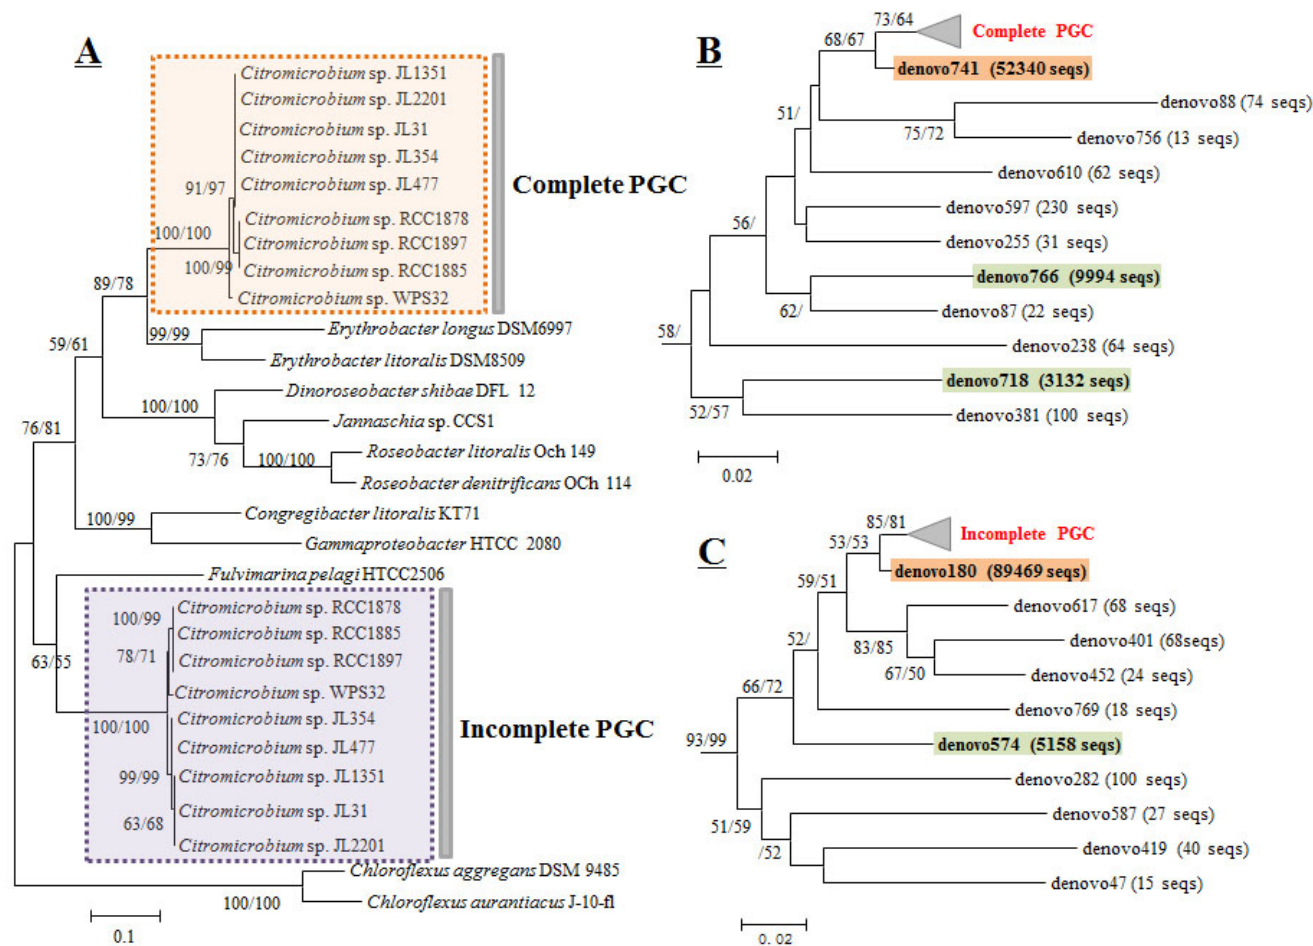 A
Citromicrobium sp. JL1351
Citromicrobium sp. JL2201
Citromicrobium sp. JL31
Citromicrobium sp. JL354
91/97
Citromicrobium sp. JL477
Complete PGC
Citromicrobium sp. RCC1878
100/100
Citromicrobium sp. RCC1897
100/99
Citromicrobium sp. RCC1885
89/78
Citromicrobium sp. WPS32
99/99
Erythrobacter longus DSM6997
59/61
Erythrobacter litoralis DSM8509
Dinoroseobacter shibae DFL 12
100/100
Jannaschia sp. CCS1
76/81
Roseobacter litoralis Och 149
73/76
100/100
Roseobacter denitrificans OCh 114
Congregibacter litoralis KT71
100/99
Gammaproteobacter HTCC 2080
Fulvimarina pelagi HTCC2506
Citromicrobium sp. RCC1878
100/99
Citromicrobium sp. RCC1885
78/71
Citromicrobium sp. RCC1897
63/55
Citromicrobium sp. WPS32
100/100
Citromicrobium sp. JL354
Incomplete PGC
Citromicrobium sp. JL477
99/99
Citromicrobium sp. JL1351
Citromicrobium sp. JL31
63/68
Citromicrobium sp. JL2201
Chloroflexus aggregans DSM 9485
100/100
Chloroflexus aurantiacus J-10-fl
0.1
B
73/64
Complete PGC
68/67
denovo741 (52340 seqs)
denovo88 (74 seqs)
51/
75/72
denovo756 (13 seqs)
denovo610 (62 seqs)
denovo597 (230 seqs)
56/
denovo255 (31 seqs)
denovo766 (9994 seqs)
62/
denovo87 (22 seqs)
58/
denovo238 (64 seqs)
denovo718 (3132 seqs)
52/57
denovo381 (100 seqs)
0.02
C
85/81
Incomplete PGC
53/53
denovo180 (89469 seqs)
59/51
denovo617 (68 seqs)
83/85
denovo401 (68seqs)
52/
67/50
denovo452 (24 seqs)
66/72
denovo769 (18 seqs)
93/99
denovo574 (5158 seqs)
denovo282 (100 seqs)
51/59
denovo587 (27 seqs)
/52
denovo419 (40 seqs)
denovo47 (15 seqs)
0.02